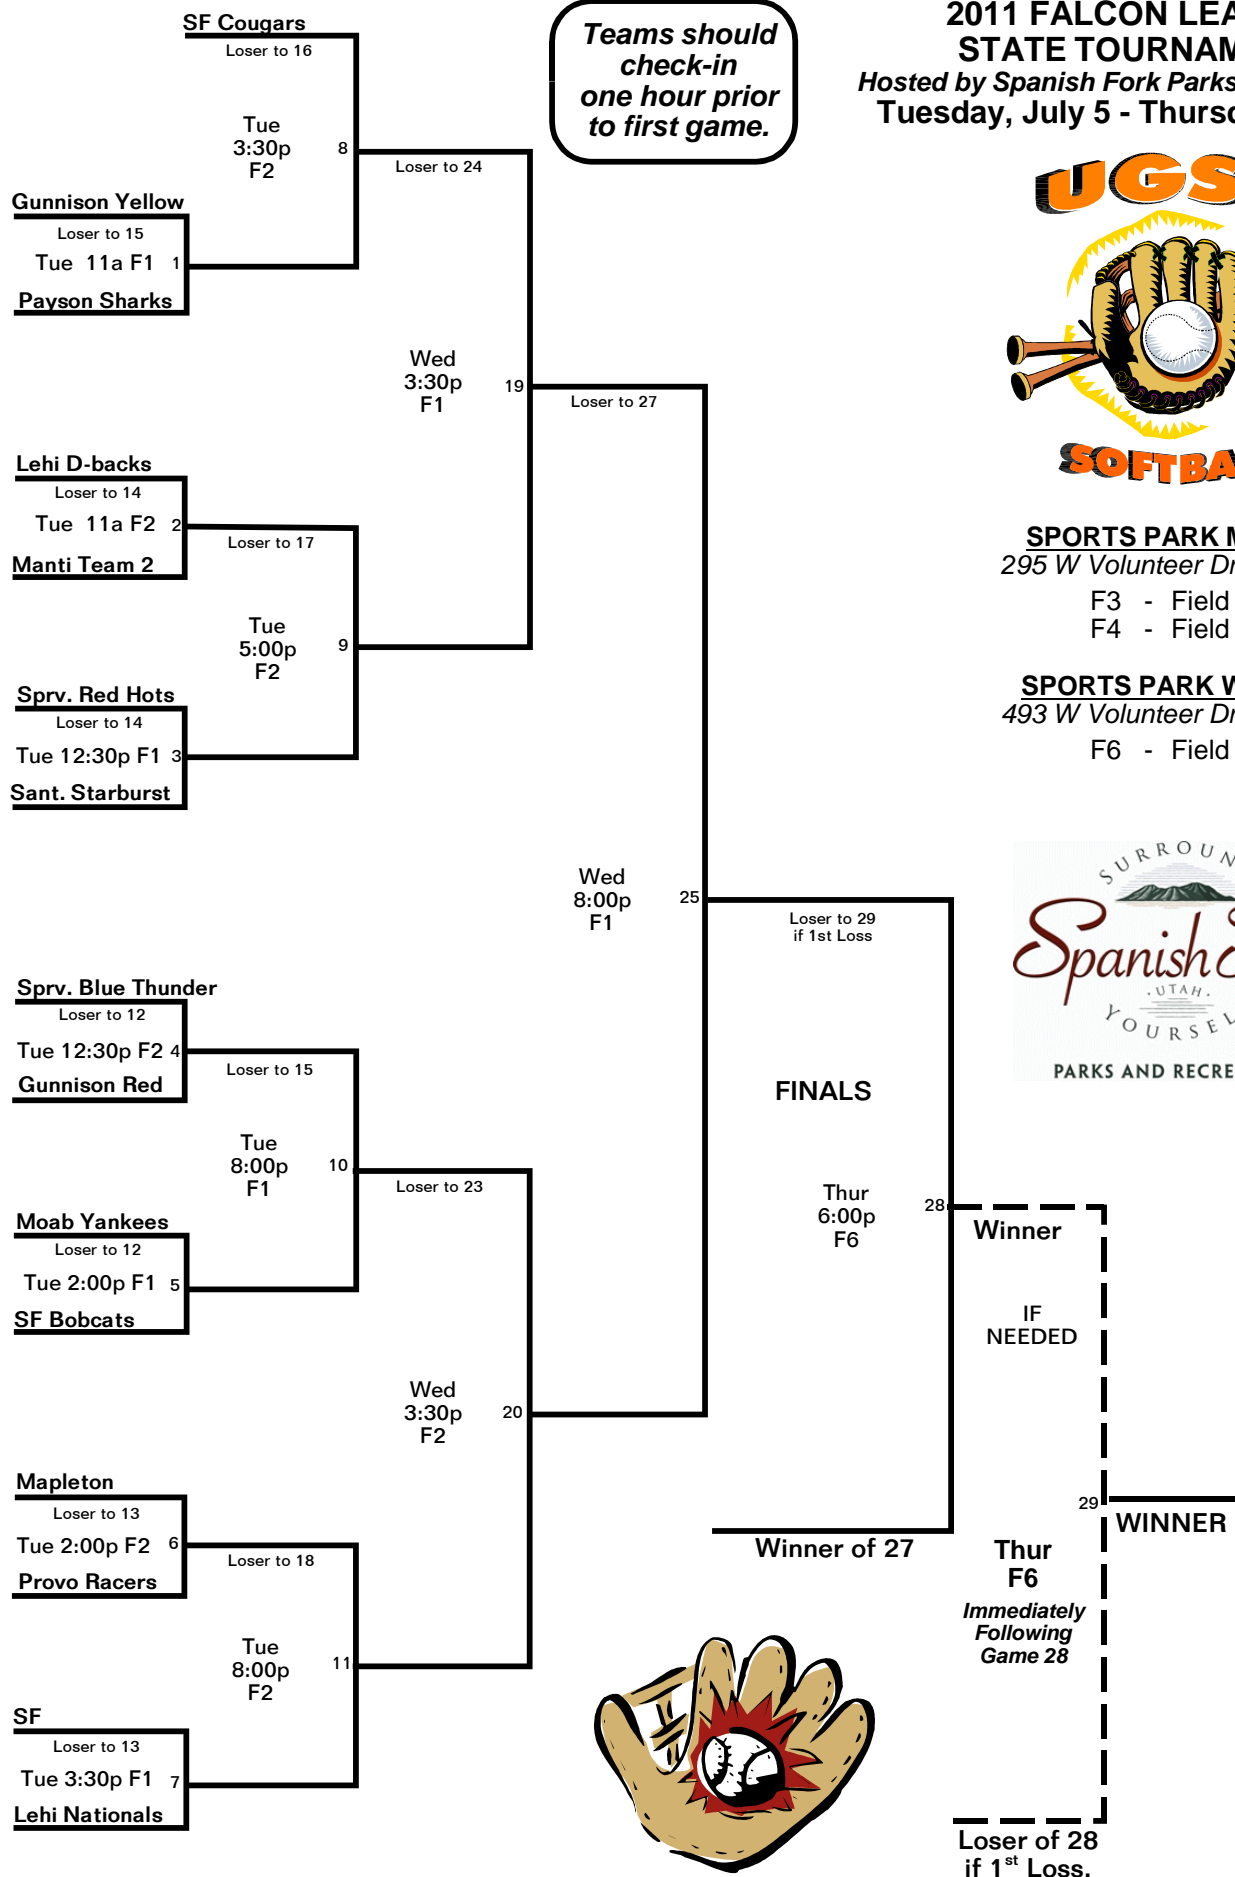 SF Cougars
Loser to 16
Tue
3:30p
F2
8
Loser to 24
Gunnison Yellow
Loser to 15
Tue 11a F1 1
Payson Sharks
Wed
3:30p
F1
19
Loser to 27
Lehi D-backs
Loser to 14
Tue 11a F2 2
Manti Team 2
Loser to 17
Tue
5:00p
F2
9
Sprv. Red Hots
Loser to 14
Tue 12:30p F1 3
Sant. Starburst
Wed
8:00p
F1
25
Loser to 29
if 1st Loss
Sprv. Blue Thunder
Loser to 12
Tue 12:30p F2 4
Gunnison Red
Loser to 15
Tue
8:00p
F1
10
Loser to 23
Moab Yankees
Loser to 12
Tue 2:00p F1 5
SF Bobcats
Wed
3:30p
F2
20
Mapleton
Loser to 13
Tue 2:00p F2 6
Provo Racers
Loser to 18
Tue
8:00p
F2
11
SF
Loser to 13
Tue 3:30p F1 7
Lehi Nationals
FINALS
Thur
6:00p
F6
28
Winner of 27
Winner
IF
NEEDED
29
WINNER
Thur
F6
Immediately
Following
Game 28
Loser of 28
if 1st Loss.
Teams should
check-in
one hour prior
to first game.
2011 FALCON LEA
STATE TOURNAM
Hosted by Spanish Fork Parks
Tuesday, July 5 - Thursd
UGS
SOFTBA
SPORTS PARK
295 W Volunteer Dr
F3 - Field
F4 - Field
SPORTS PARK
493 W Volunteer Dr
F6 - Field
SURROUN
Spanish
UTAH
YOURSEL
PARKS AND RECRE